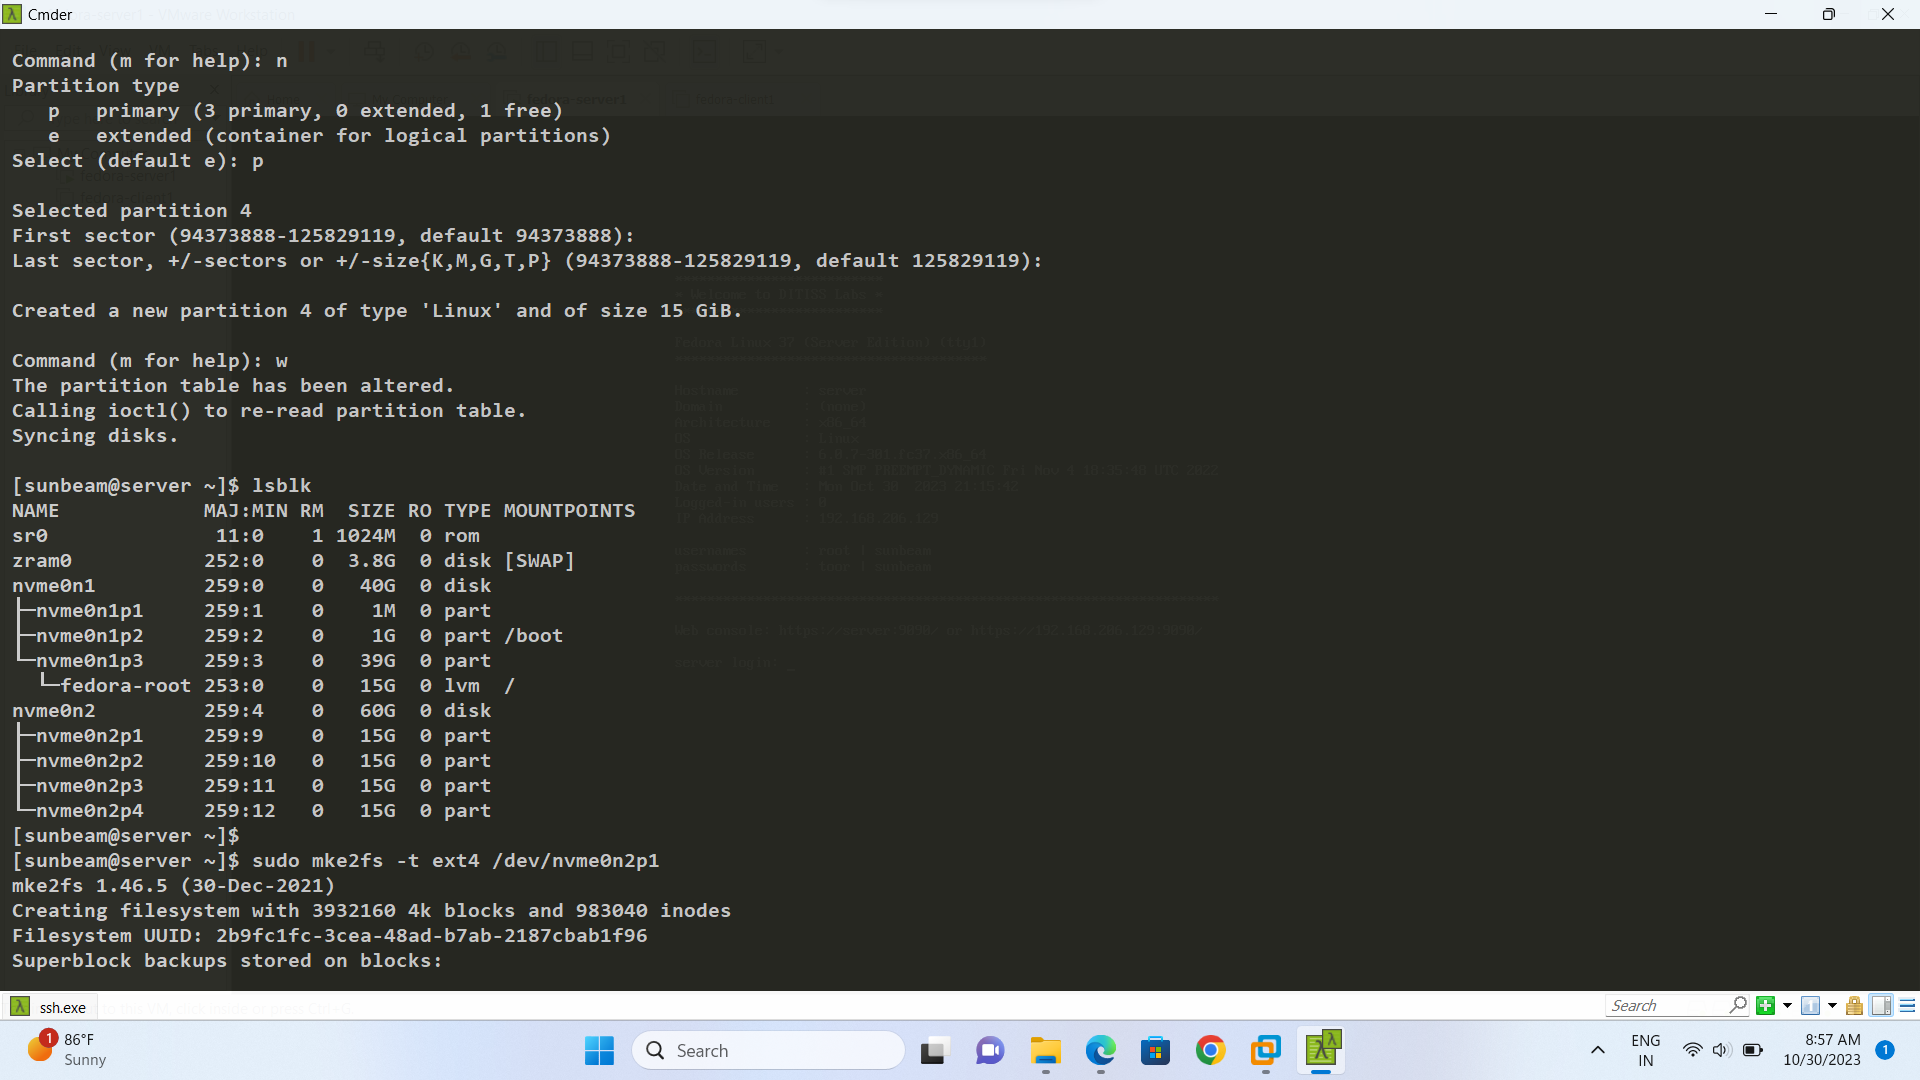 Cmder
Command (m for help): n
Partition type
   p   primary (3 primary, 0 extended, 1 free)
   e   extended (container for logical partitions)
Select (default e): p
Selected partition 4
First sector (94373888-125829119, default 94373888):
Last sector, +/-sectors or +/-size{K,M,G,T,P} (94373888-125829119, default 125829119):
Created a new partition 4 of type 'Linux' and of size 15 GiB.
Command (m for help): w
The partition table has been altered.
Calling ioctl() to re-read partition table.
Syncing disks.
[sunbeam@server ~]$ lsblk
NAME            MAJ:MIN RM   SIZE RO TYPE MOUNTPOINTS
sr0              11:0    1 1024M  0 rom
zram0           252:0    0  3.8G  0 disk [SWAP]
nvme0n1         259:0    0   40G  0 disk
├─nvme0n1p1     259:1    0    1M  0 part
├─nvme0n1p2     259:2    0    1G  0 part /boot
└─nvme0n1p3     259:3    0   39G  0 part
  └─fedora-root 253:0    0   15G  0 lvm  /
nvme0n2         259:4    0   60G  0 disk
├─nvme0n2p1     259:9    0   15G  0 part
├─nvme0n2p2     259:10   0   15G  0 part
├─nvme0n2p3     259:11   0   15G  0 part
└─nvme0n2p4     259:12   0   15G  0 part
[sunbeam@server ~]$
[sunbeam@server ~]$ sudo mke2fs -t ext4 /dev/nvme0n2p1
mke2fs 1.46.5 (30-Dec-2021)
Creating filesystem with 3932160 4k blocks and 983040 inodes
Filesystem UUID: 2b9fc1fc-3cea-48ad-b7ab-2187cbab1f96
Superblock backups stored on blocks:
ssh.exe
Search
1
86°F
Sunny
Search
ENG
IN
8:57 AM
10/30/2023
1